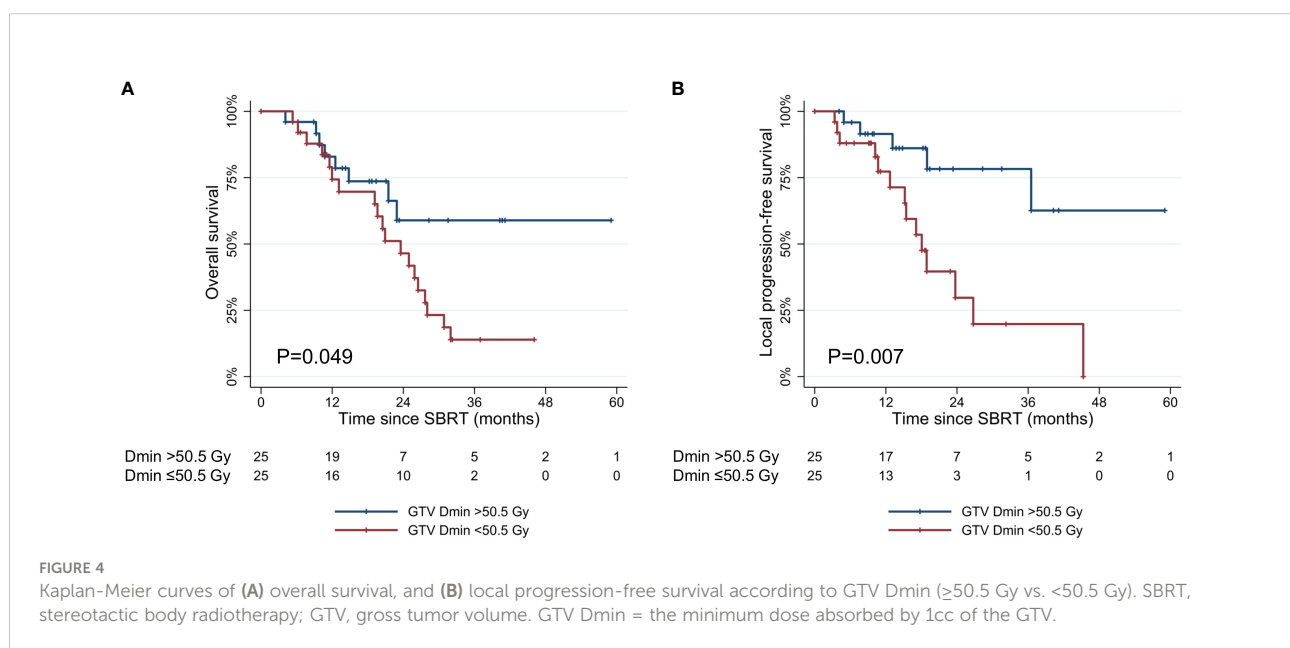 A
B
100%
75%
50%
25%
0%
Overall survival
P=0.049
0 12 24 36 48 60
Time since SBRT (months)
Dmin >50.5 Gy 25 19 7 5 2 1
Dmin ≤50.5 Gy 25 16 10 2 0 0
GTV Dmin >50.5 Gy
GTV Dmin <50.5 Gy
100%
75%
50%
25%
0%
Local progression-free survival
P=0.007
0 12 24 36 48 60
Time since SBRT (months)
Dmin >50.5 Gy 25 17 7 5 2 1
Dmin ≤50.5 Gy 25 13 3 1 0 0
GTV Dmin >50.5 Gy
GTV Dmin <50.5 Gy
FIGURE 4
Kaplan-Meier curves of (A) overall survival, and (B) local progression-free survival according to GTV Dmin (≥50.5 Gy vs. <50.5 Gy). SBRT,
stereotactic body radiotherapy; GTV, gross tumor volume. GTV Dmin = the minimum dose absorbed by 1cc of the GTV.